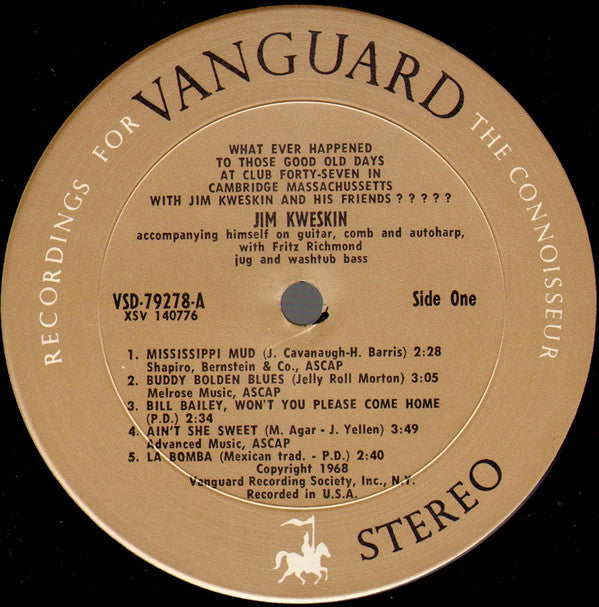 RECORDINGS FOR VANGUARD THE CONNOISSEUR
WHAT EVER HAPPENED
TO THOSE GOOD OLD DAYS
AT CLUB FORTY-SEVEN IN
CAMBRIDGE MASSACHUSSETTS
WITH JIM KWESKIN AND HIS FRIENDS ? ? ? ? ?
JIM KWESKIN
accompanying himself on guitar, comb and autoharp,
with Fritz Richmond
jug and washtub bass
VSD-79278-A
XSV 140776
Side One
1. MISSISSIPPI MUD (J. Cavanaugh-H. Barris) 2:28
Shapiro, Bernstein & Co., ASCAP
2. BUDDY BOLDEN BLUES (Jelly Roll Morton) 3:05
Melrose Music, ASCAP
3. BILL BAILEY, WON'T YOU PLEASE COME HOME
(P.D.) 2:34
4. AIN'T SHE SWEET (M. Agar - J. Yellen) 3:49
Advanced Music, ASCAP
5. LA BOMBA (Mexican trad. - P.D.) 2:40
Copyright 1968
Vanguard Recording Society, Inc., N.Y.
Recorded in U.S.A.
STEREO